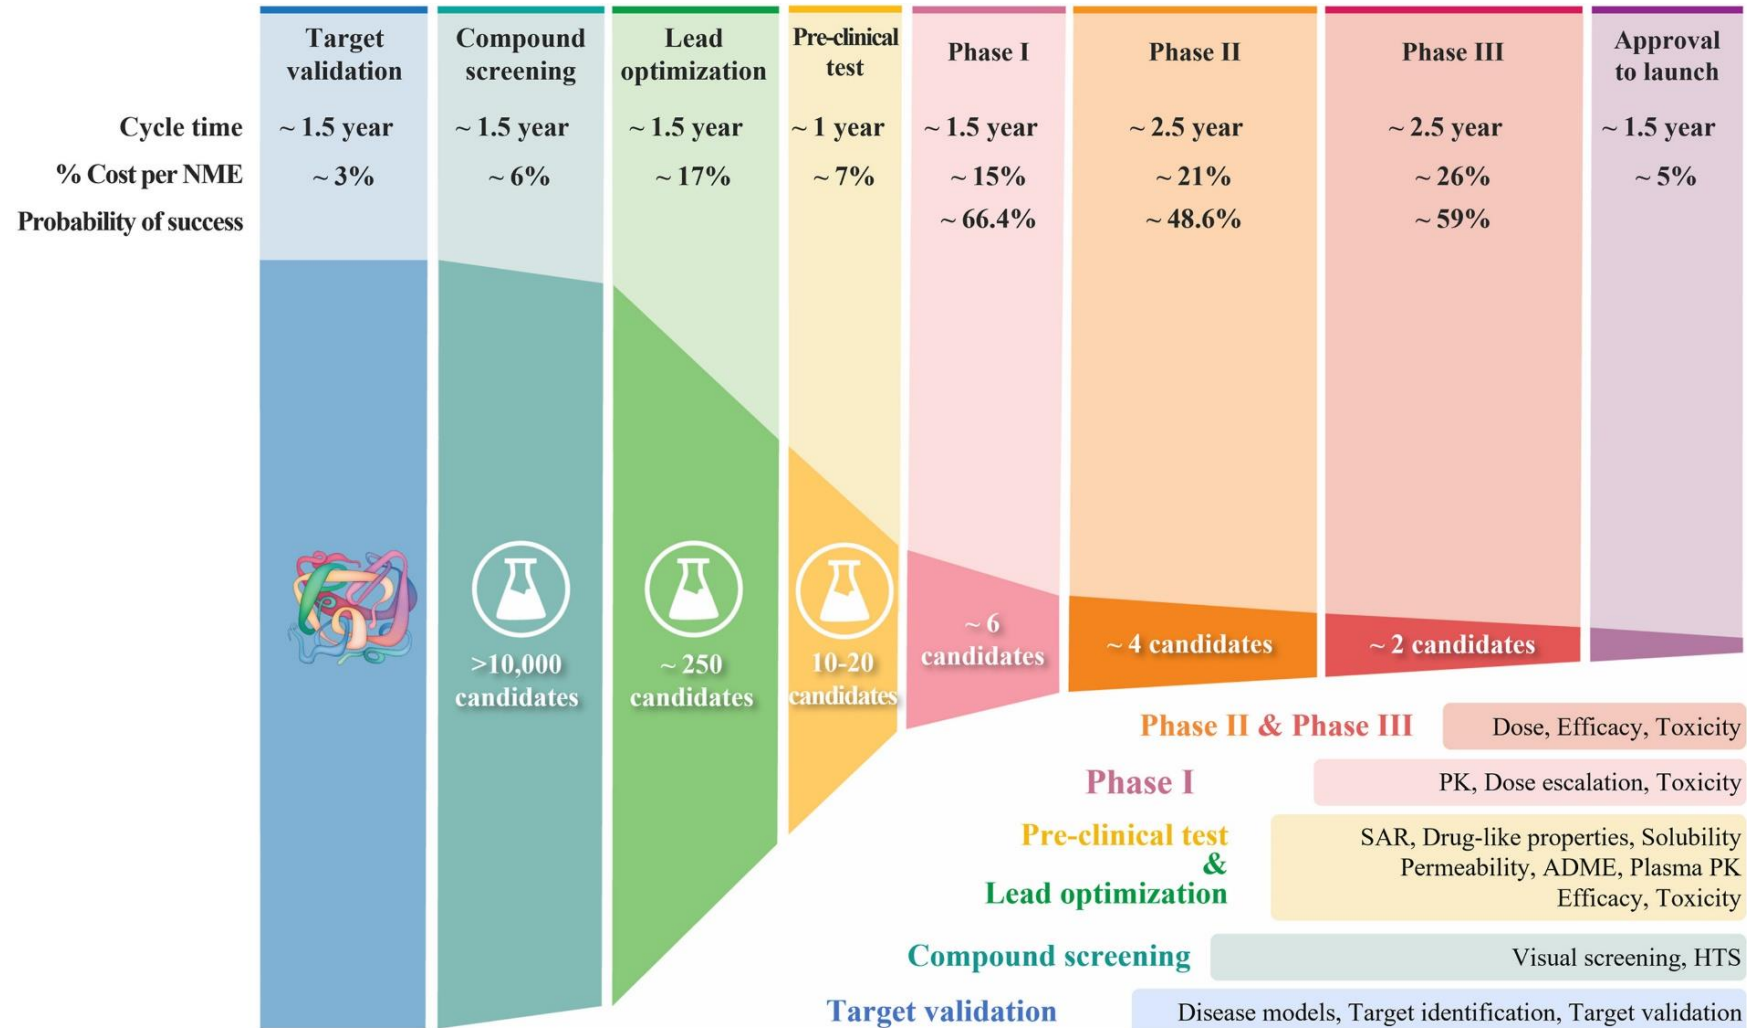 Target
validation
Compound
screening
Lead
optimization
Pre-clinical
test
Phase I
Phase II
Phase III
Approval
to launch
Cycle time ~ 1.5 year ~ 1.5 year ~ 1.5 year ~ 1 year ~ 1.5 year ~ 2.5 year ~ 2.5 year ~ 1.5 year
% Cost per NME ~ 3% ~ 6% ~ 17% ~ 7% ~ 15% ~ 21% ~ 26% ~ 5%
Probability of success ~ 66.4% ~ 48.6% ~ 59%
>10,000
candidates
~ 250
candidates
10-20
candidates
~ 6
candidates
~ 4 candidates
~ 2 candidates
Phase II & Phase III
Dose, Efficacy, Toxicity
Phase I
PK, Dose escalation, Toxicity
Pre-clinical test
&
Lead optimization
SAR, Drug-like properties, Solubility
Permeability, ADME, Plasma PK
Efficacy, Toxicity
Compound screening
Visual screening, HTS
Target validation
Disease models, Target identification, Target validation